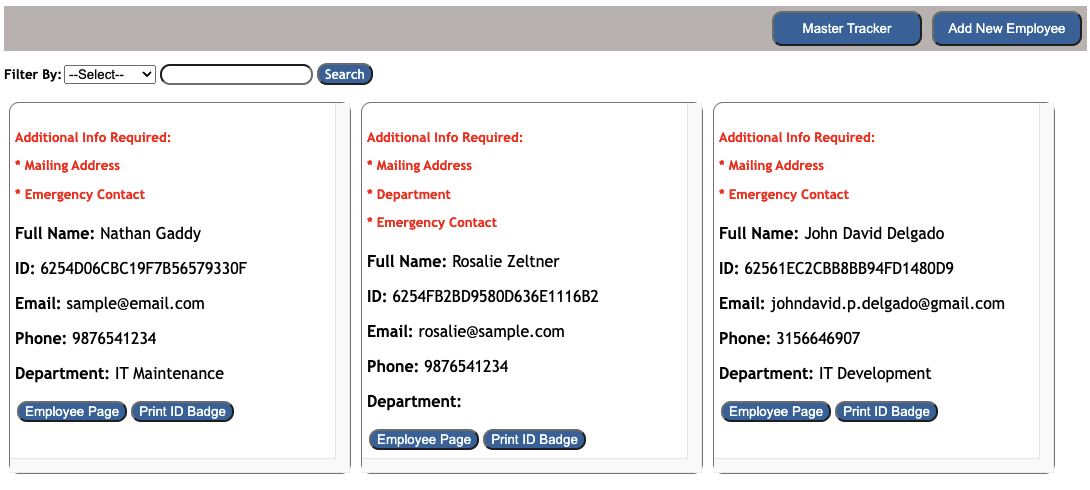 Master Tracker
Add New Employee
Filter By: --Select-- Search
Additional Info Required:
* Mailing Address
* Emergency Contact
Full Name: Nathan Gaddy
ID: 6254D06CBC19F7B56579330F
Email: sample@email.com
Phone: 9876541234
Department: IT Maintenance
Employee Page Print ID Badge
Additional Info Required:
* Mailing Address
* Department
* Emergency Contact
Full Name: Rosalie Zeltner
ID: 6254FB2BD9580D636E1116B2
Email: rosalie@sample.com
Phone: 9876541234
Department:
Employee Page Print ID Badge
Additional Info Required:
* Mailing Address
* Emergency Contact
Full Name: John David Delgado
ID: 62561EC2CBB8BB94FD1480D9
Email: johndavid.p.delgado@gmail.com
Phone: 3156646907
Department: IT Development
Employee Page Print ID Badge